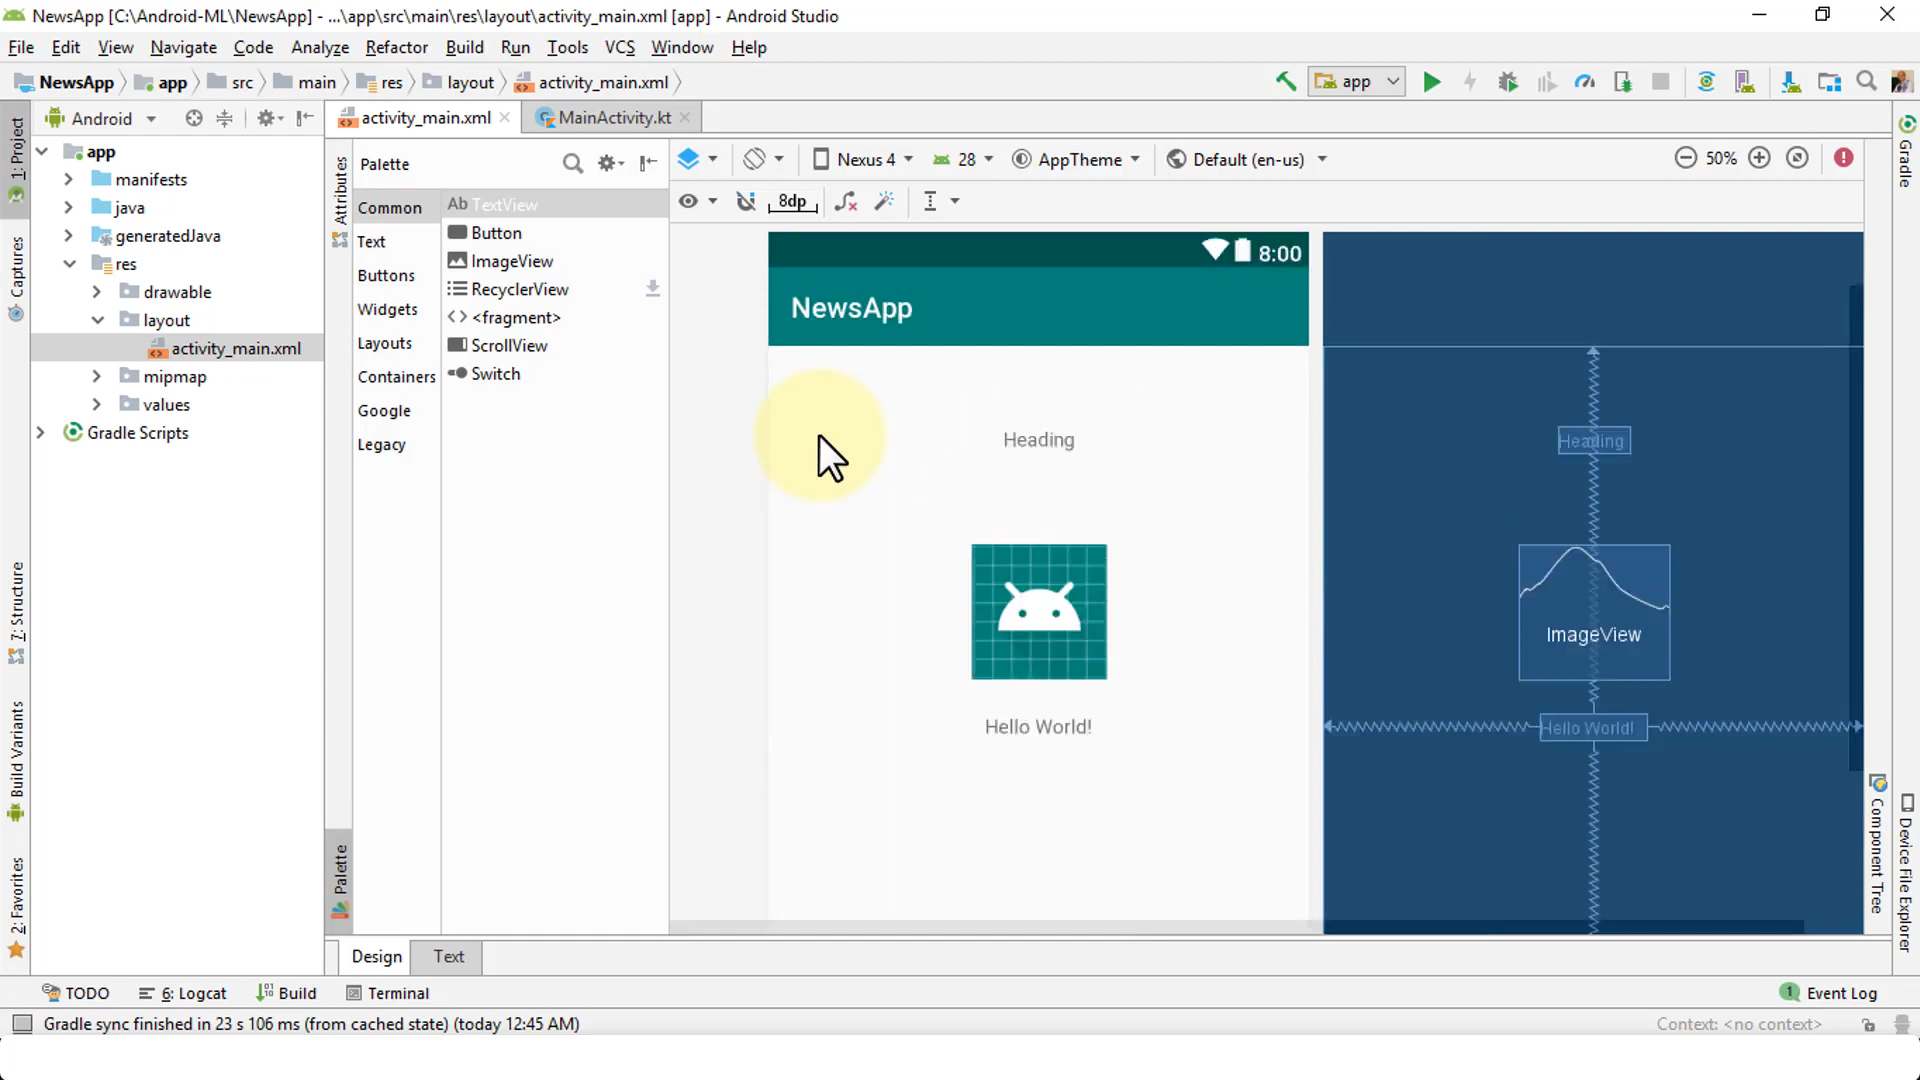 NewsApp [C:\Android-ML\NewsApp] - ...\app\src\main\res\layout\activity_main.xml [app] - Android Studio
File Edit View Navigate Code Analyze Refactor Build Run Tools VCS Window Help
NewsApp app src main res layout activity_main.xml
app
1: Project
Captures
7: Structure
Build Variants
2: Favorites
Android
app
manifests
java
generatedJava
res
drawable
layout
activity_main.xml
mipmap
values
Gradle Scripts
activity_main.xml
MainActivity.kt
Attributes
Palette
Palette
Common
Text
Buttons
Widgets
Layouts
Containers
Google
Legacy
Ab TextView
Button
ImageView
RecyclerView
<fragment>
ScrollView
Switch
Nexus 4 28 AppTheme Default (en-us) 50%
8dp
8:00
NewsApp
Heading
Hello World!
Heading
ImageView
Hello World!
Gradle
Component Tree
Device File Explorer
Design Text
TODO 6: Logcat Build Terminal
1 Event Log
Gradle sync finished in 23 s 106 ms (from cached state) (today 12:45 AM)
Context: <no context>